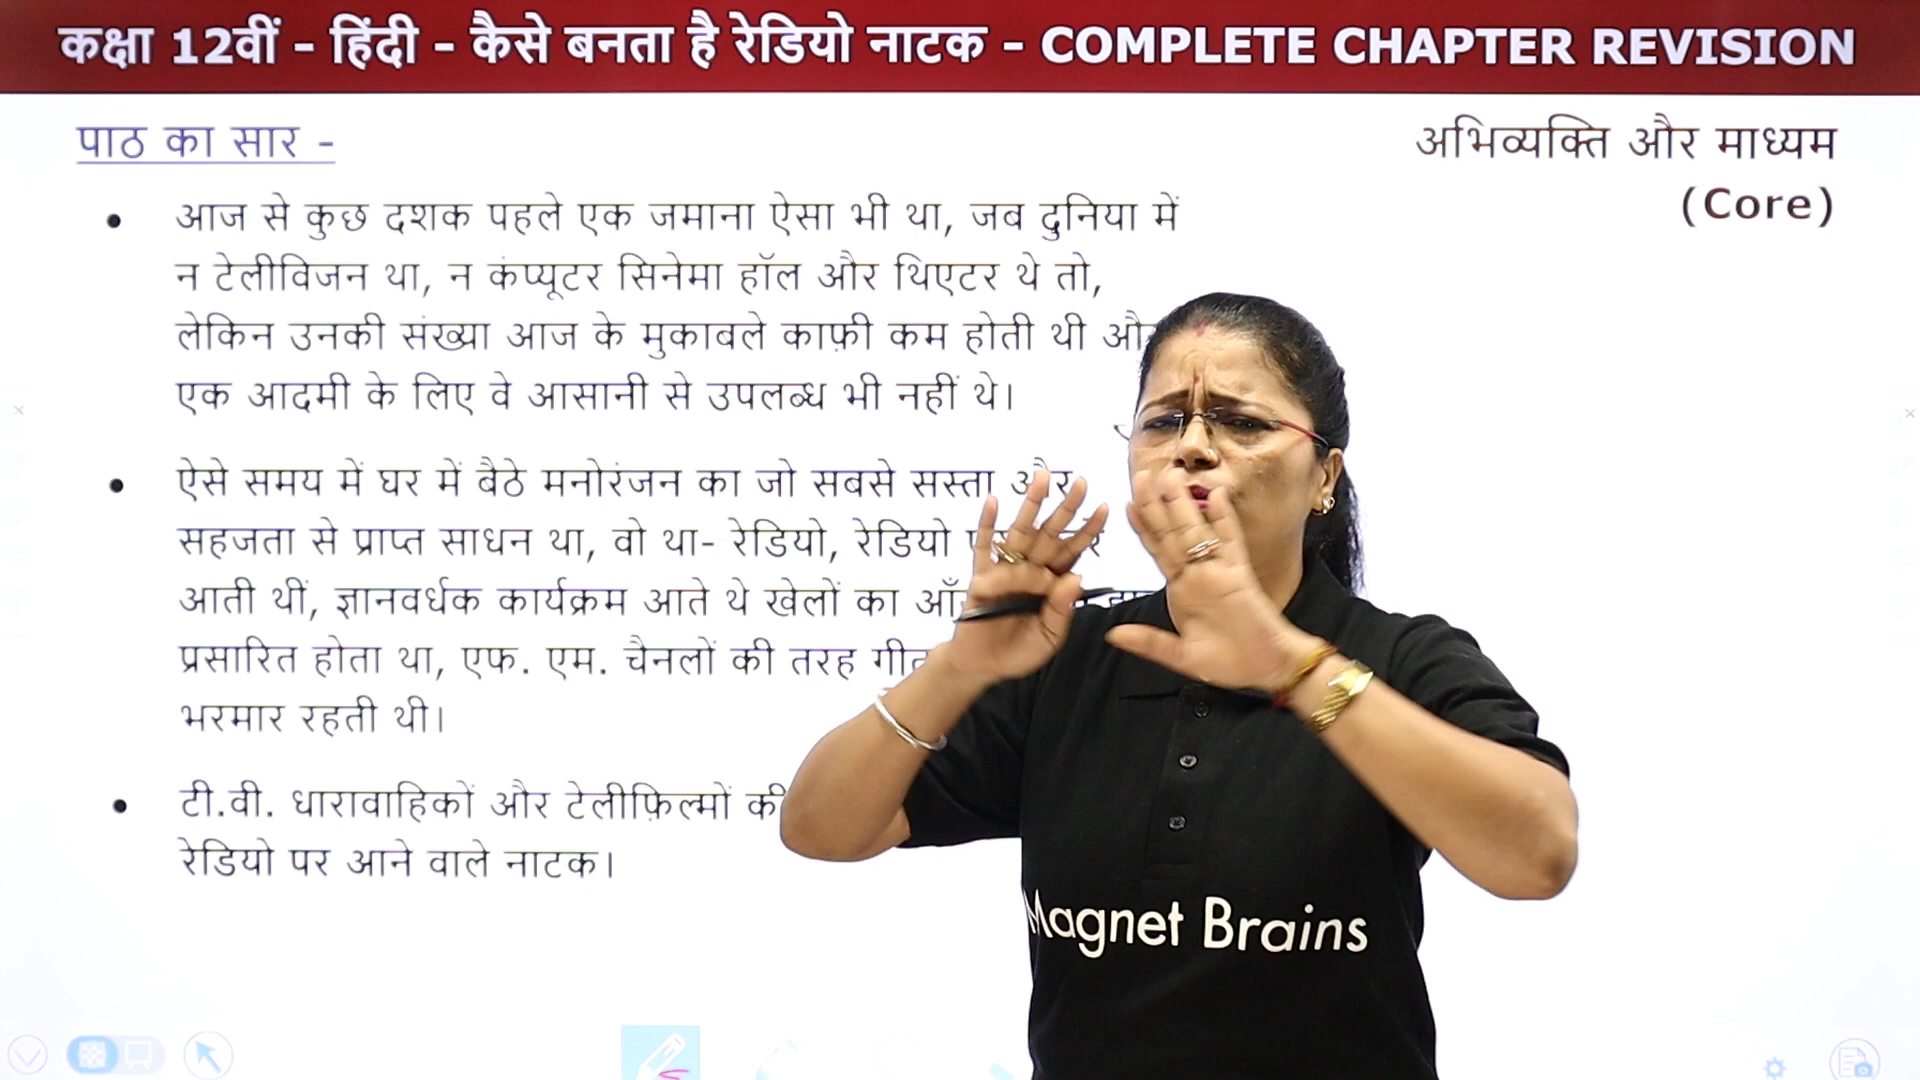 कक्षा 12वीं - हिंदी - कैसे बनता है रेडियो नाटक - COMPLETE CHAPTER REVISION
पाठ का सार -
अभिव्यक्ति और माध्यम
(Core)
आज से कुछ दशक पहले एक जमाना ऐसा भी था, जब दुनिया में
न टेलीविजन था, न कंप्यूटर सिनेमा हॉल और थिएटर थे तो,
लेकिन उनकी संख्या आज के मुकाबले काफ़ी कम होती थी
एक आदमी के लिए वे आसानी से उपलब्ध भी नहीं थे।
ऐसे समय में घर में बैठे मनोरंजन का जो सबसे सस्ता और
सहजता से प्राप्त साधन था, वो था- रेडियो, रेडियो
आती थीं, ज्ञानवर्धक कार्यक्रम आते थे खेलों का
प्रसारित होता था, एफ. एम. चैनलों की तरह
भरमार रहती थी।
टी.वी. धारावाहिकों और टेलीफ़िल्मों की
रेडियो पर आने वाले नाटक।
Magnet Brains